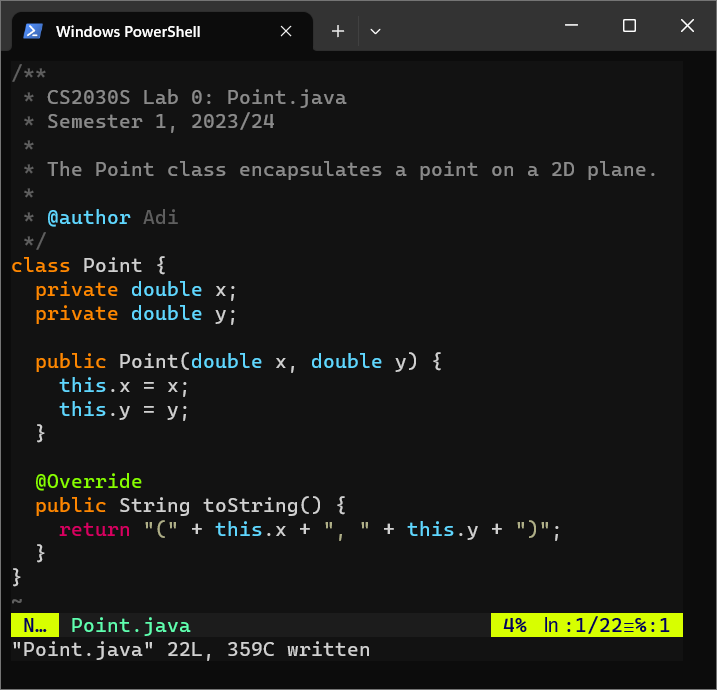 Windows PowerShell
/**
 * CS2030S Lab 0: Point.java
 * Semester 1, 2023/24
 *
 * The Point class encapsulates a point on a 2D plane.
 *
 * @author Adi
 */
class Point {
  private double x;
  private double y;

  public Point(double x, double y) {
    this.x = x;
    this.y = y;
  }

  @Override
  public String toString() {
    return "(" + this.x + ", " + this.y + ")";
  }
}
~
N… Point.java 4% ㏑:1/22≡℅:1
"Point.java" 22L, 359C written